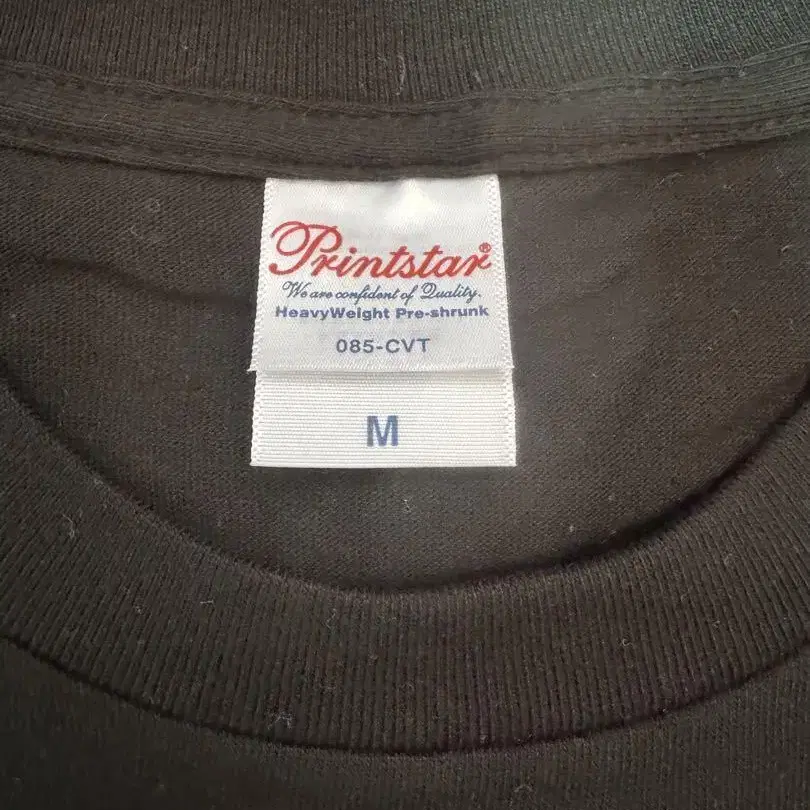 Printstar®
We are confident of Quality.
HeavyWeight Pre-shrunk
085-CVT
M